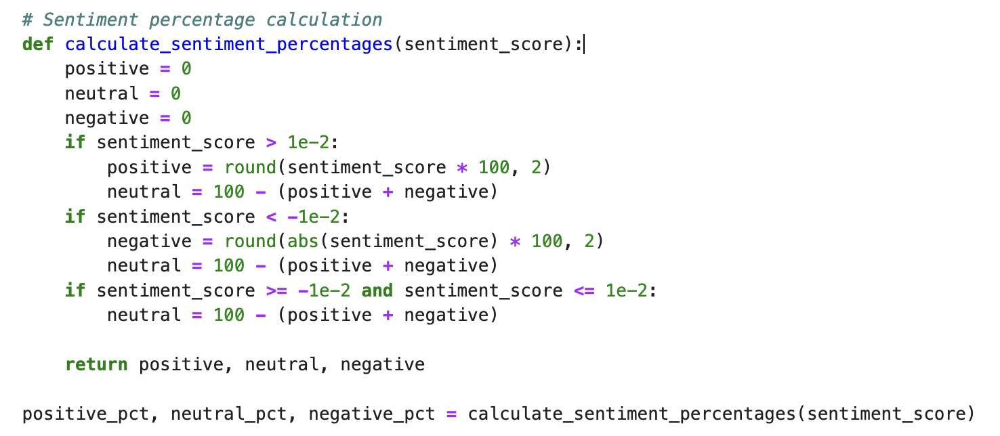 # Sentiment percentage calculation
def calculate_sentiment_percentages(sentiment_score):
    positive = 0
    neutral = 0
    negative = 0
    if sentiment_score > 1e-2:
        positive = round(sentiment_score * 100, 2)
        neutral = 100 - (positive + negative)
    if sentiment_score < -1e-2:
        negative = round(abs(sentiment_score) * 100, 2)
        neutral = 100 - (positive + negative)
    if sentiment_score >= -1e-2 and sentiment_score <= 1e-2:
        neutral = 100 - (positive + negative)

    return positive, neutral, negative

positive_pct, neutral_pct, negative_pct = calculate_sentiment_percentages(sentiment_score)